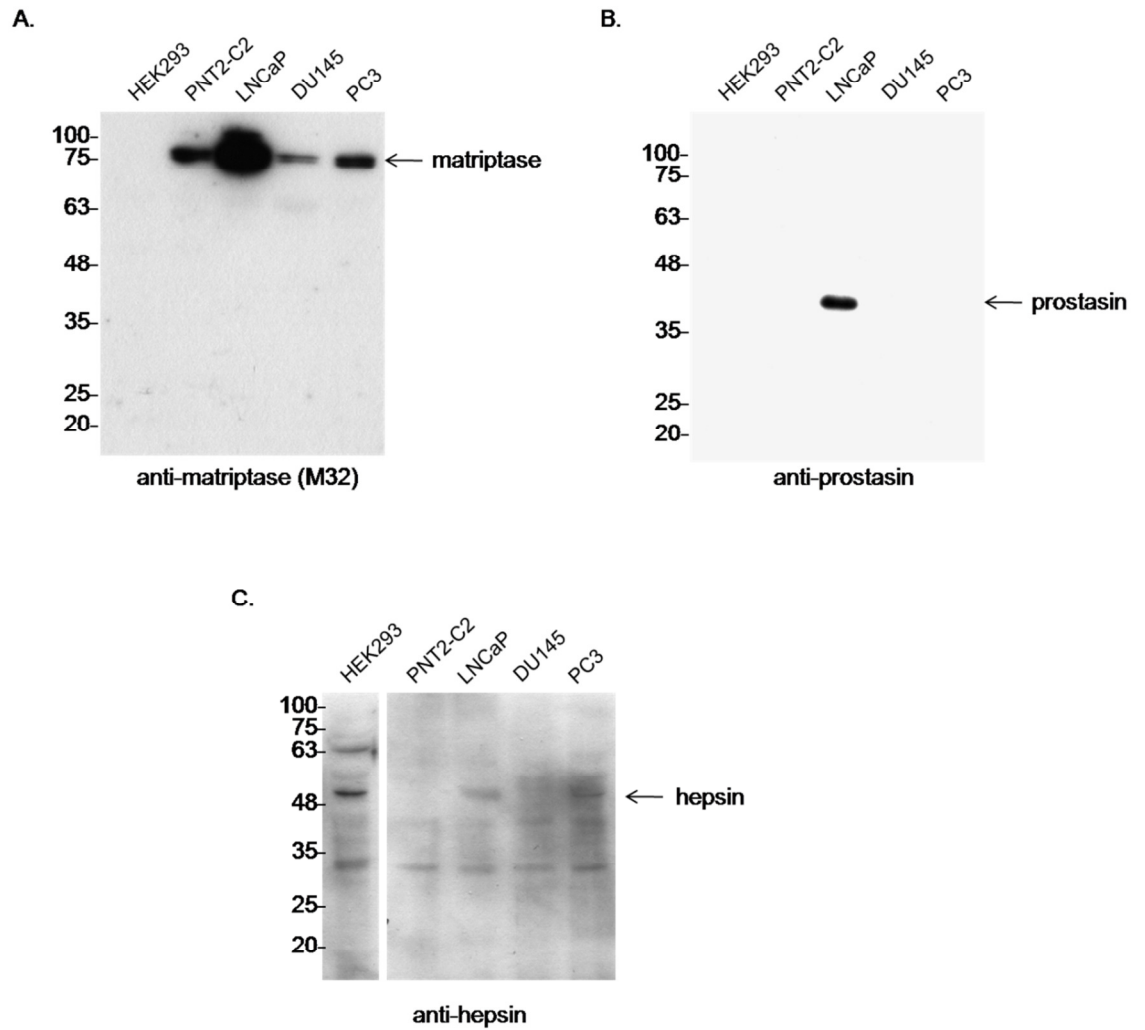 A.
HEK293 PNT2-C2 LNCaP DU145 PC3
100-
75-
63-
48-
35-
25-
20-
matriptase
anti-matriptase (M32)
B.
HEK293 PNT2-C2 LNCaP DU145 PC3
100-
75-
63-
48-
35-
25-
20-
prostasin
anti-prostasin
C.
HEK293 PNT2-C2 LNCaP DU145 PC3
100-
75-
63-
48-
35-
25-
20-
hepsin
anti-hepsin